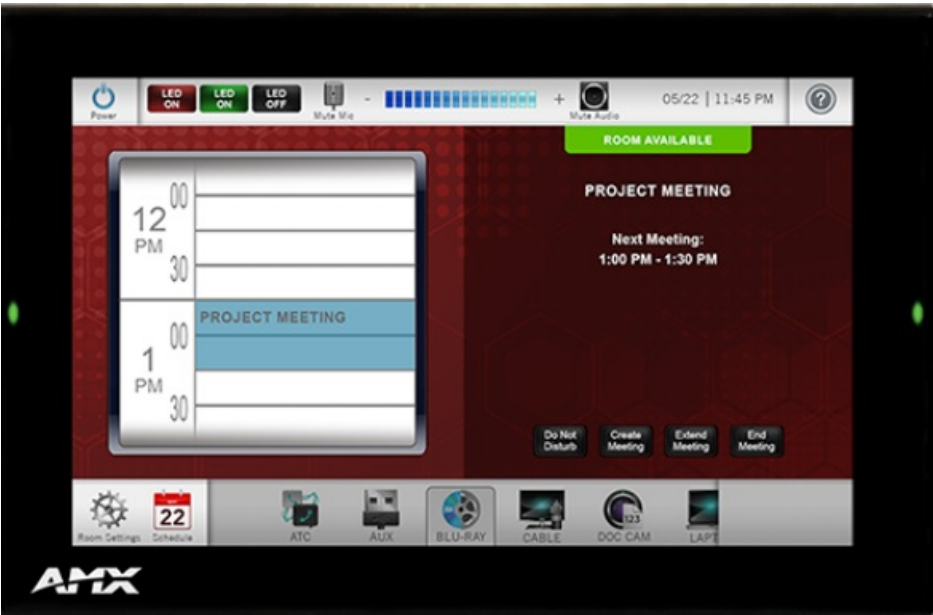 Power
LED
ON
LED
ON
LED
OFF
Mute Mic
-
+
Mute Audio
05/22 | 11:45 PM
?
ROOM AVAILABLE
PROJECT MEETING
Next Meeting:
1:00 PM - 1:30 PM
12
PM
00
30
PROJECT MEETING
1
PM
00
30
Do Not
Disturb
Create
Meeting
Extend
Meeting
End
Meeting
Room Settings
22
Schedule
ATC
AUX
BLU-RAY
CABLE
123
DOC CAM
LAPT
AMX